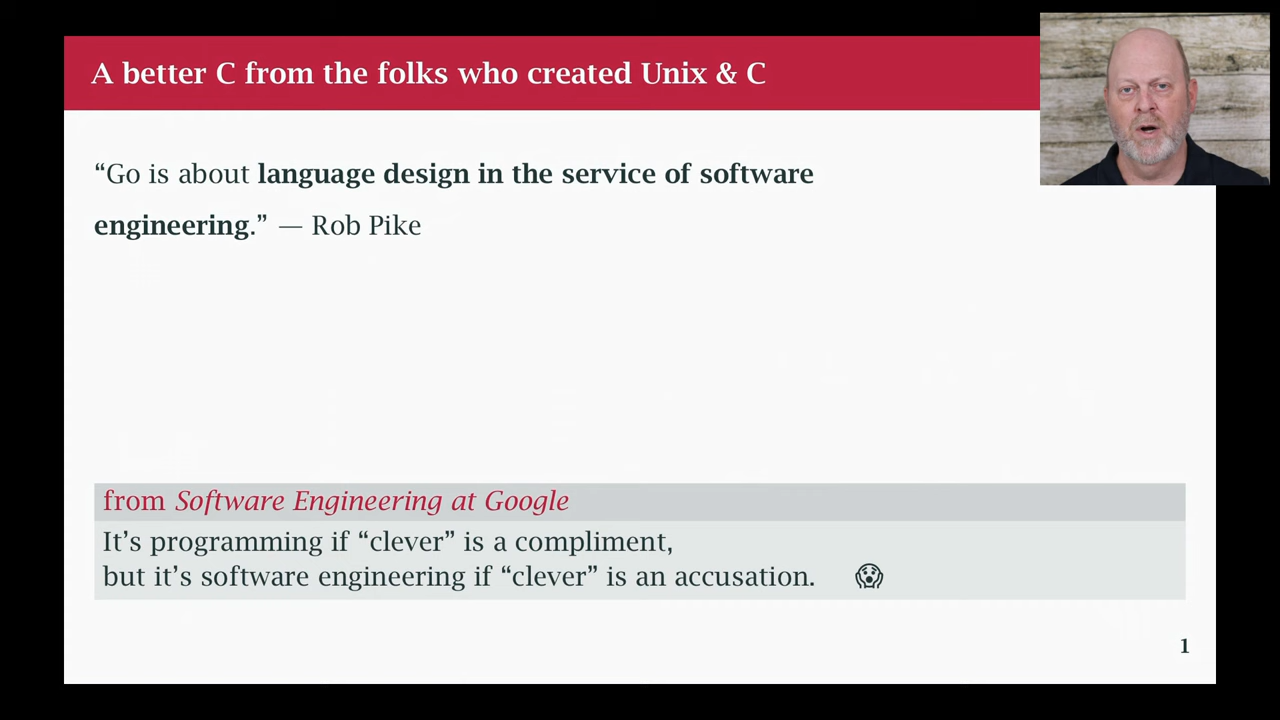 A better C from the folks who created Unix & C
“Go is about language design in the service of software
engineering.” — Rob Pike
from Software Engineering at Google
It’s programming if “clever” is a compliment,
but it’s software engineering if “clever” is an accusation. 😱
1